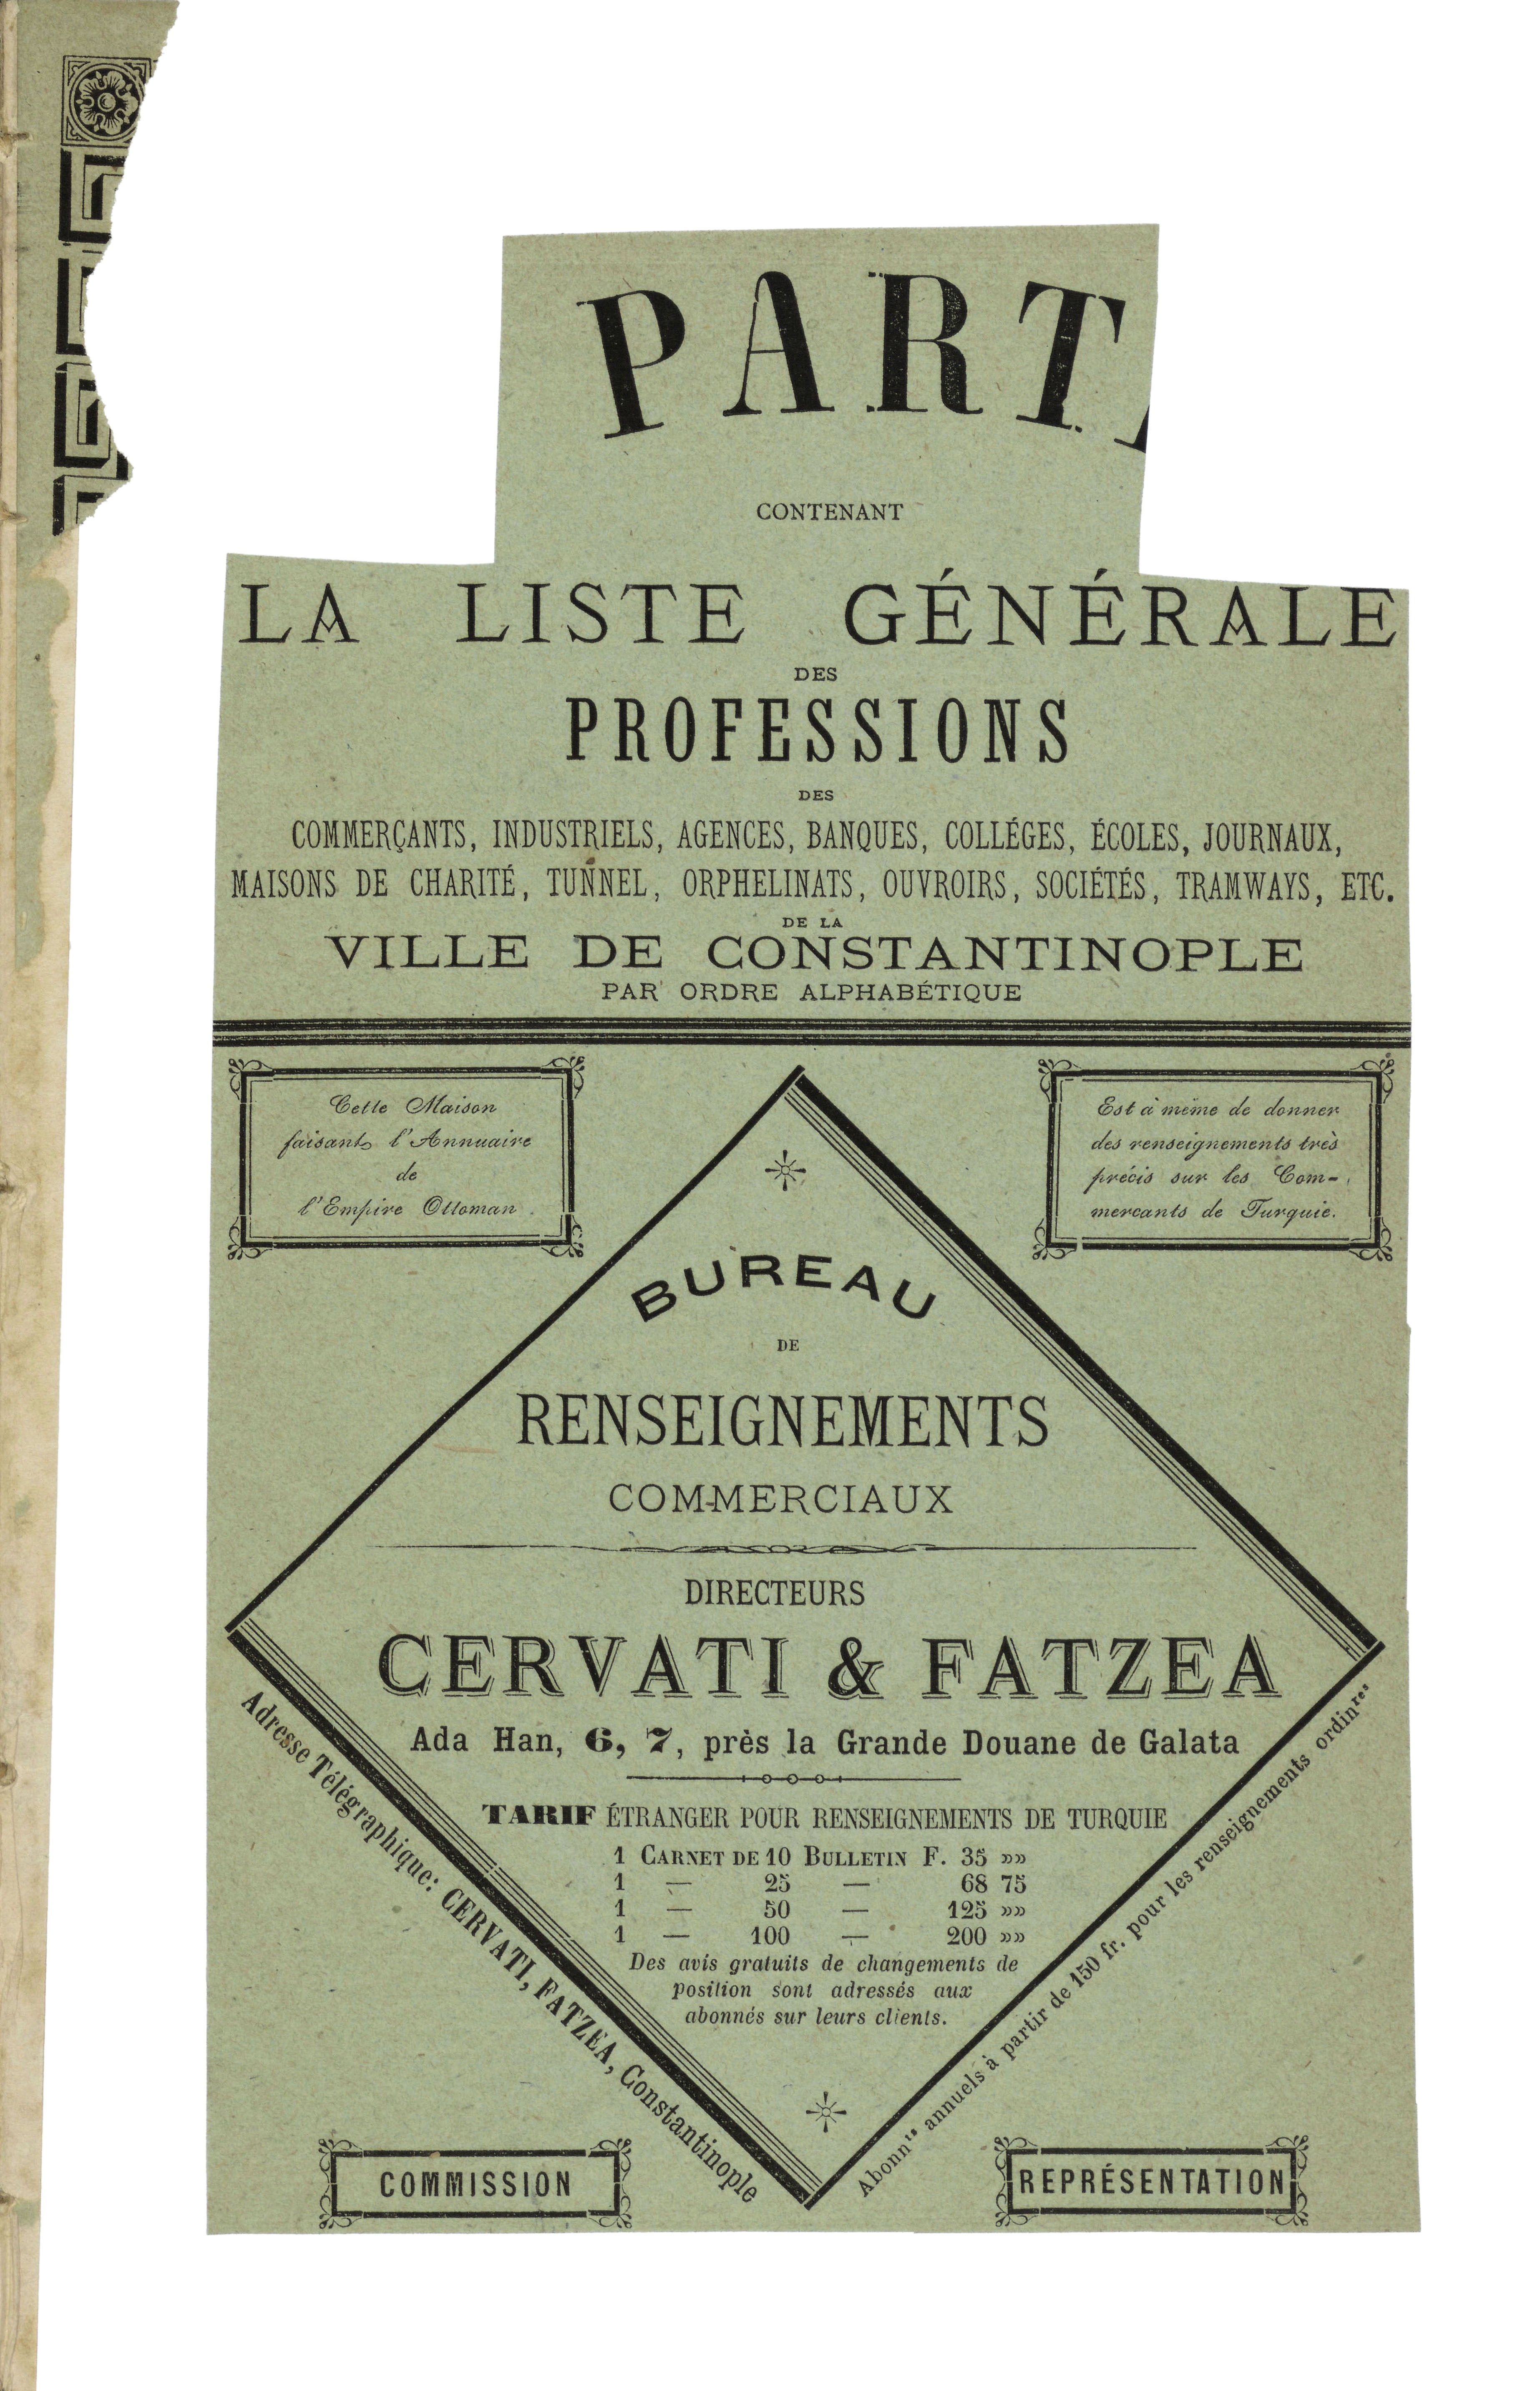 PART
CONTENANT
LA LISTE GÉNÉRALE
DES
PROFESSIONS
DES
COMMERÇANTS, INDUSTRIELS, AGENCES, BANQUES, COLLÉGES, ÉCOLES, JOURNAUX,
MAISONS DE CHARITÉ, TUNNEL, ORPHELINATS, OUVROIRS, SOCIÉTÉS, TRAMWAYS, ETC.
DE LA
VILLE DE CONSTANTINOPLE
PAR ORDRE ALPHABÉTIQUE
Cette Maison
faisant l'Annuaire
de
l'Empire Ottoman
Est à même de donner
des renseignements très
précis sur les Com-
mercants de Turquie.
BUREAU
DE
RENSEIGNEMENTS
COMMERCIAUX
DIRECTEURS
CERVATI & FATZEA
Ada Han, 6, 7, près la Grande Douane de Galata
TARIF ÉTRANGER POUR RENSEIGNEMENTS DE TURQUIE
1 CARNET DE 10 BULLETIN F. 35 »»
1 — 25 — 68 75
1 — 50 — 125 »»
1 — 100 — 200 »»
Des avis gratuits de changements de
position sont adressés aux
abonnés sur leurs clients.
Adresse Télégraphique: CERVATI, FATZEA, Constantinople
Abonnts annuels à partir de 150 fr. pour les renseignements ordinres
COMMISSION
REPRÉSENTATION